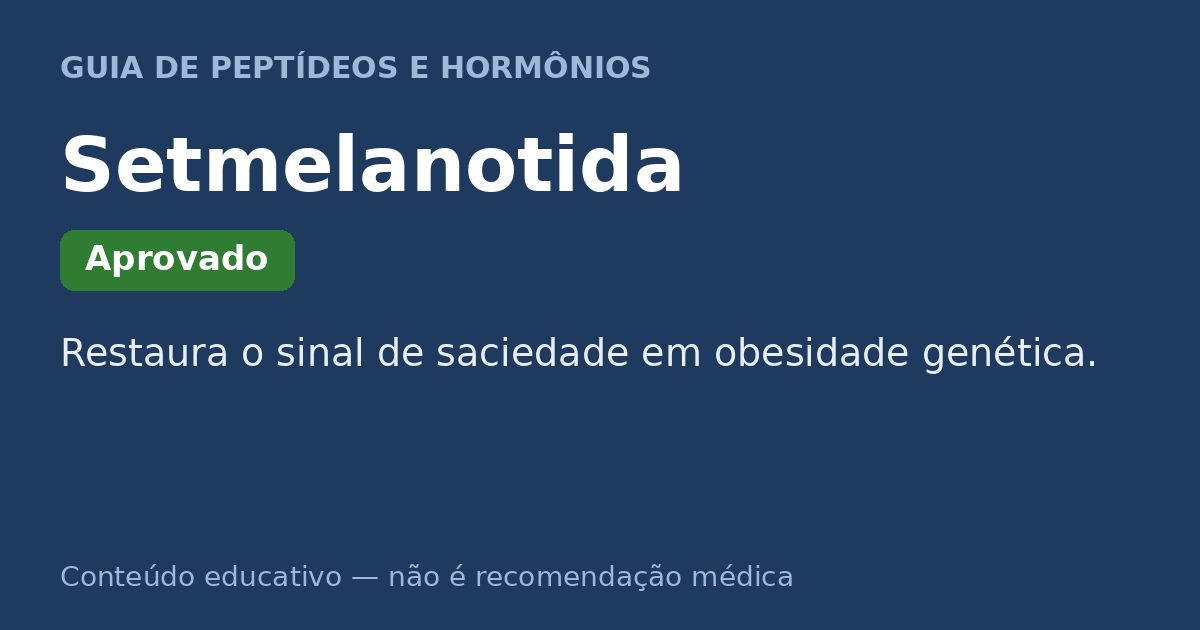 GUIA DE PEPTÍDEOS E HORMÔNIOS
Setmelanotida
Aprovado
Restaura o sinal de saciedade em obesidade genética.
Conteúdo educativo — não é recomendação médica